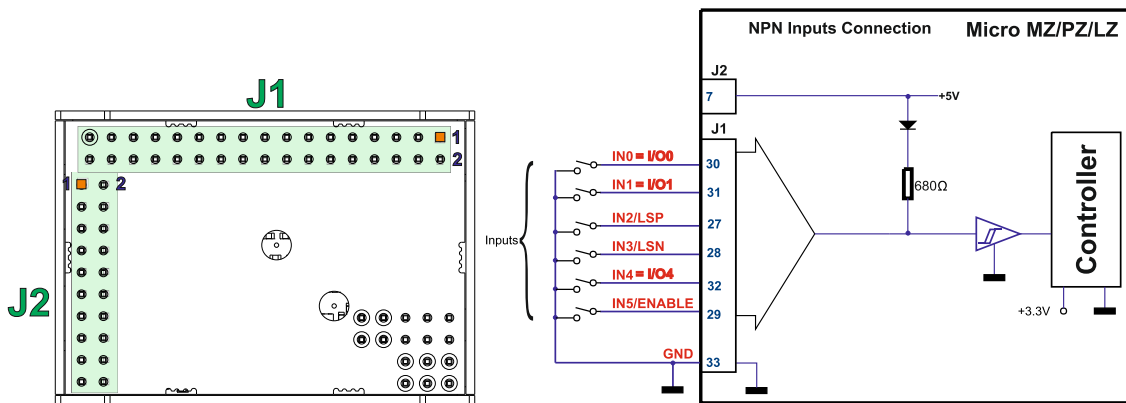 J1
1
2
1
2
J2
NPN Inputs Connection
Micro MZ/PZ/LZ
J2
7
+5V
J1
IN0 = I/O0
30
IN1 = I/O1
31
680Ω
IN2/LSP
27
Inputs
IN3/LSN
28
IN4 = I/O4
32
IN5/ENABLE
29
Controller
+3.3V
GND
33